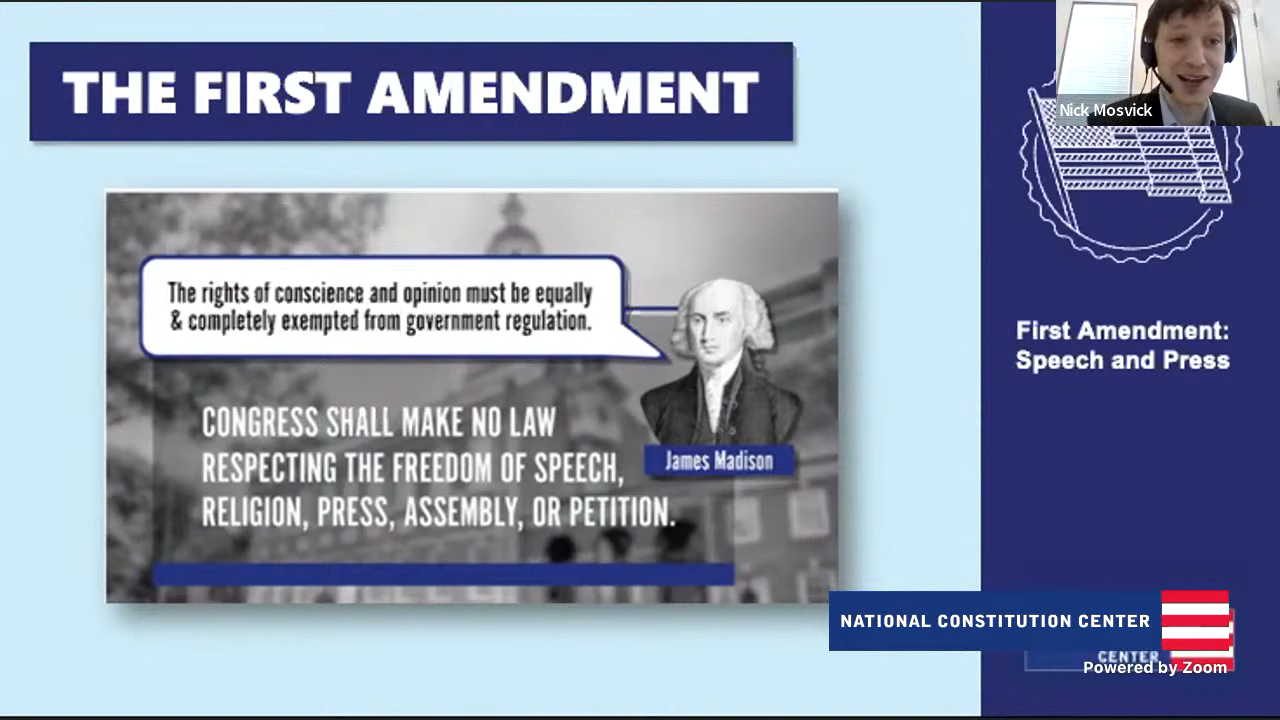 THE FIRST AMENDMENT
Nick Mosvick
The rights of conscience and opinion must be equally
& completely exempted from government regulation.
CONGRESS SHALL MAKE NO LAW
RESPECTING THE FREEDOM OF SPEECH,
RELIGION, PRESS, ASSEMBLY, OR PETITION.
James Madison
First Amendment:
Speech and Press
NATIONAL CONSTITUTION CENTER
CENTER
Powered by Zoom